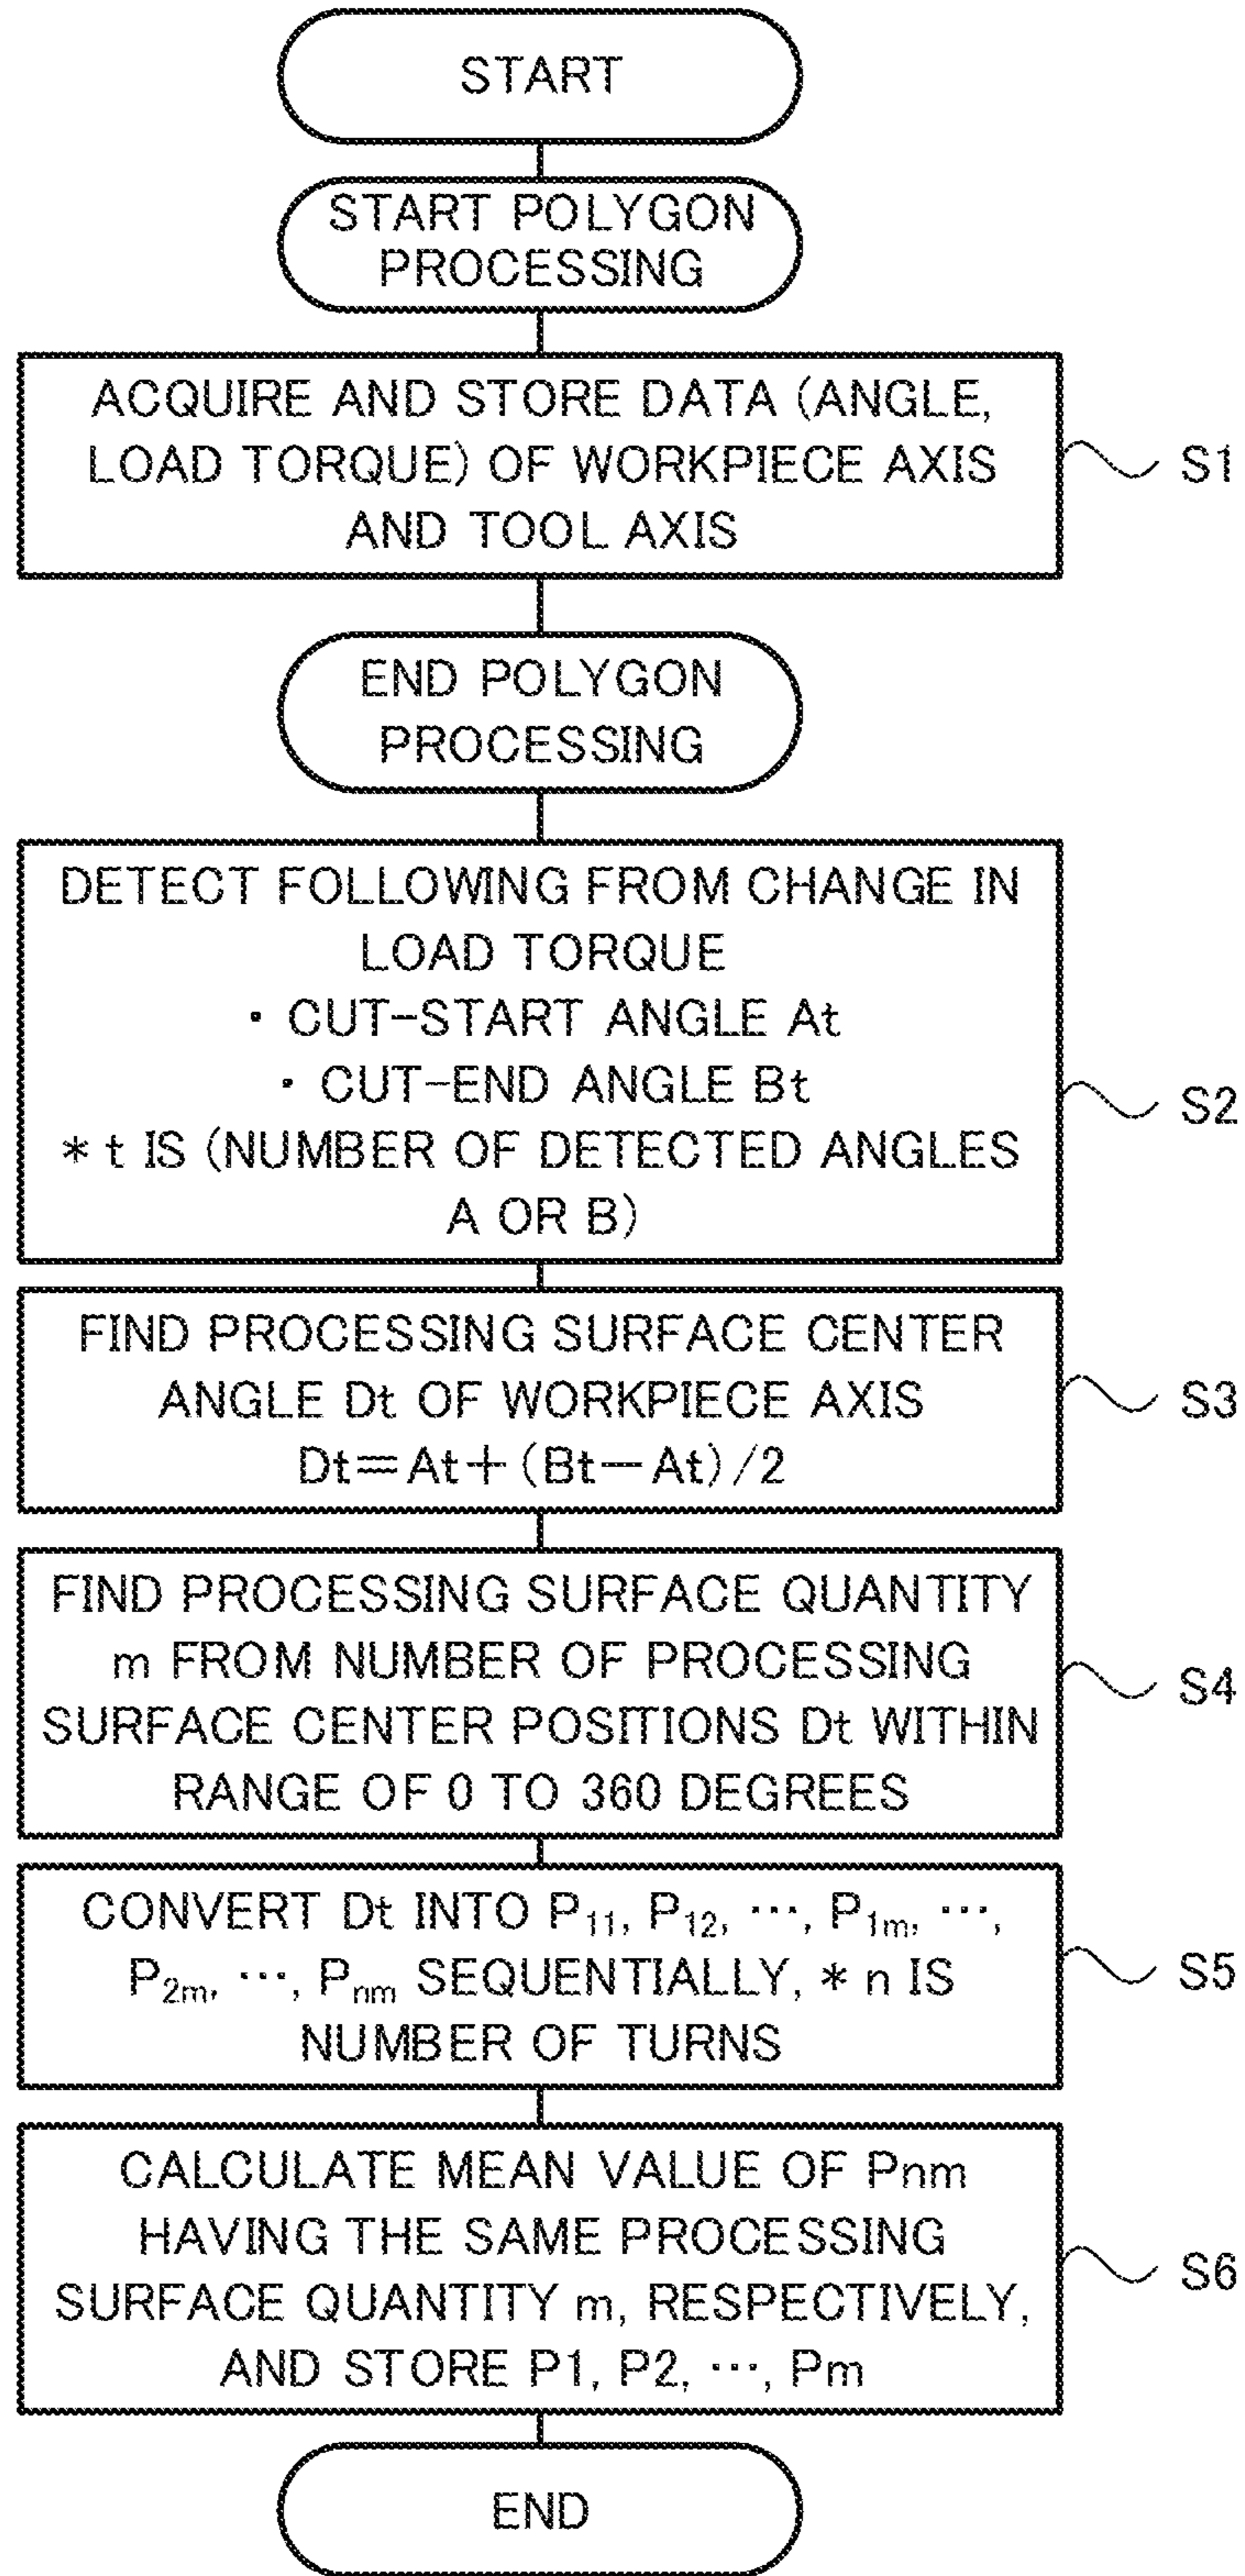 START
START POLYGON
PROCESSING
ACQUIRE AND STORE DATA (ANGLE,
LOAD TORQUE) OF WORKPIECE AXIS
AND TOOL AXIS
S1
END POLYGON
PROCESSING
DETECT FOLLOWING FROM CHANGE IN
LOAD TORQUE
・ CUT-START ANGLE At
・ CUT-END ANGLE Bt
* t IS (NUMBER OF DETECTED ANGLES
A OR B)
S2
FIND PROCESSING SURFACE CENTER
ANGLE Dt OF WORKPIECE AXIS
Dt=At+(Bt-At)/2
S3
FIND PROCESSING SURFACE QUANTITY
m FROM NUMBER OF PROCESSING
SURFACE CENTER POSITIONS Dt WITHIN
RANGE OF 0 TO 360 DEGREES
S4
CONVERT Dt INTO P₁₁, P₁₂, ···, P₁ₘ, ···,
P₂ₘ, ···, Pₙₘ SEQUENTIALLY, * n IS
NUMBER OF TURNS
S5
CALCULATE MEAN VALUE OF Pnm
HAVING THE SAME PROCESSING
SURFACE QUANTITY m, RESPECTIVELY,
AND STORE P1, P2, ···, Pm
S6
END